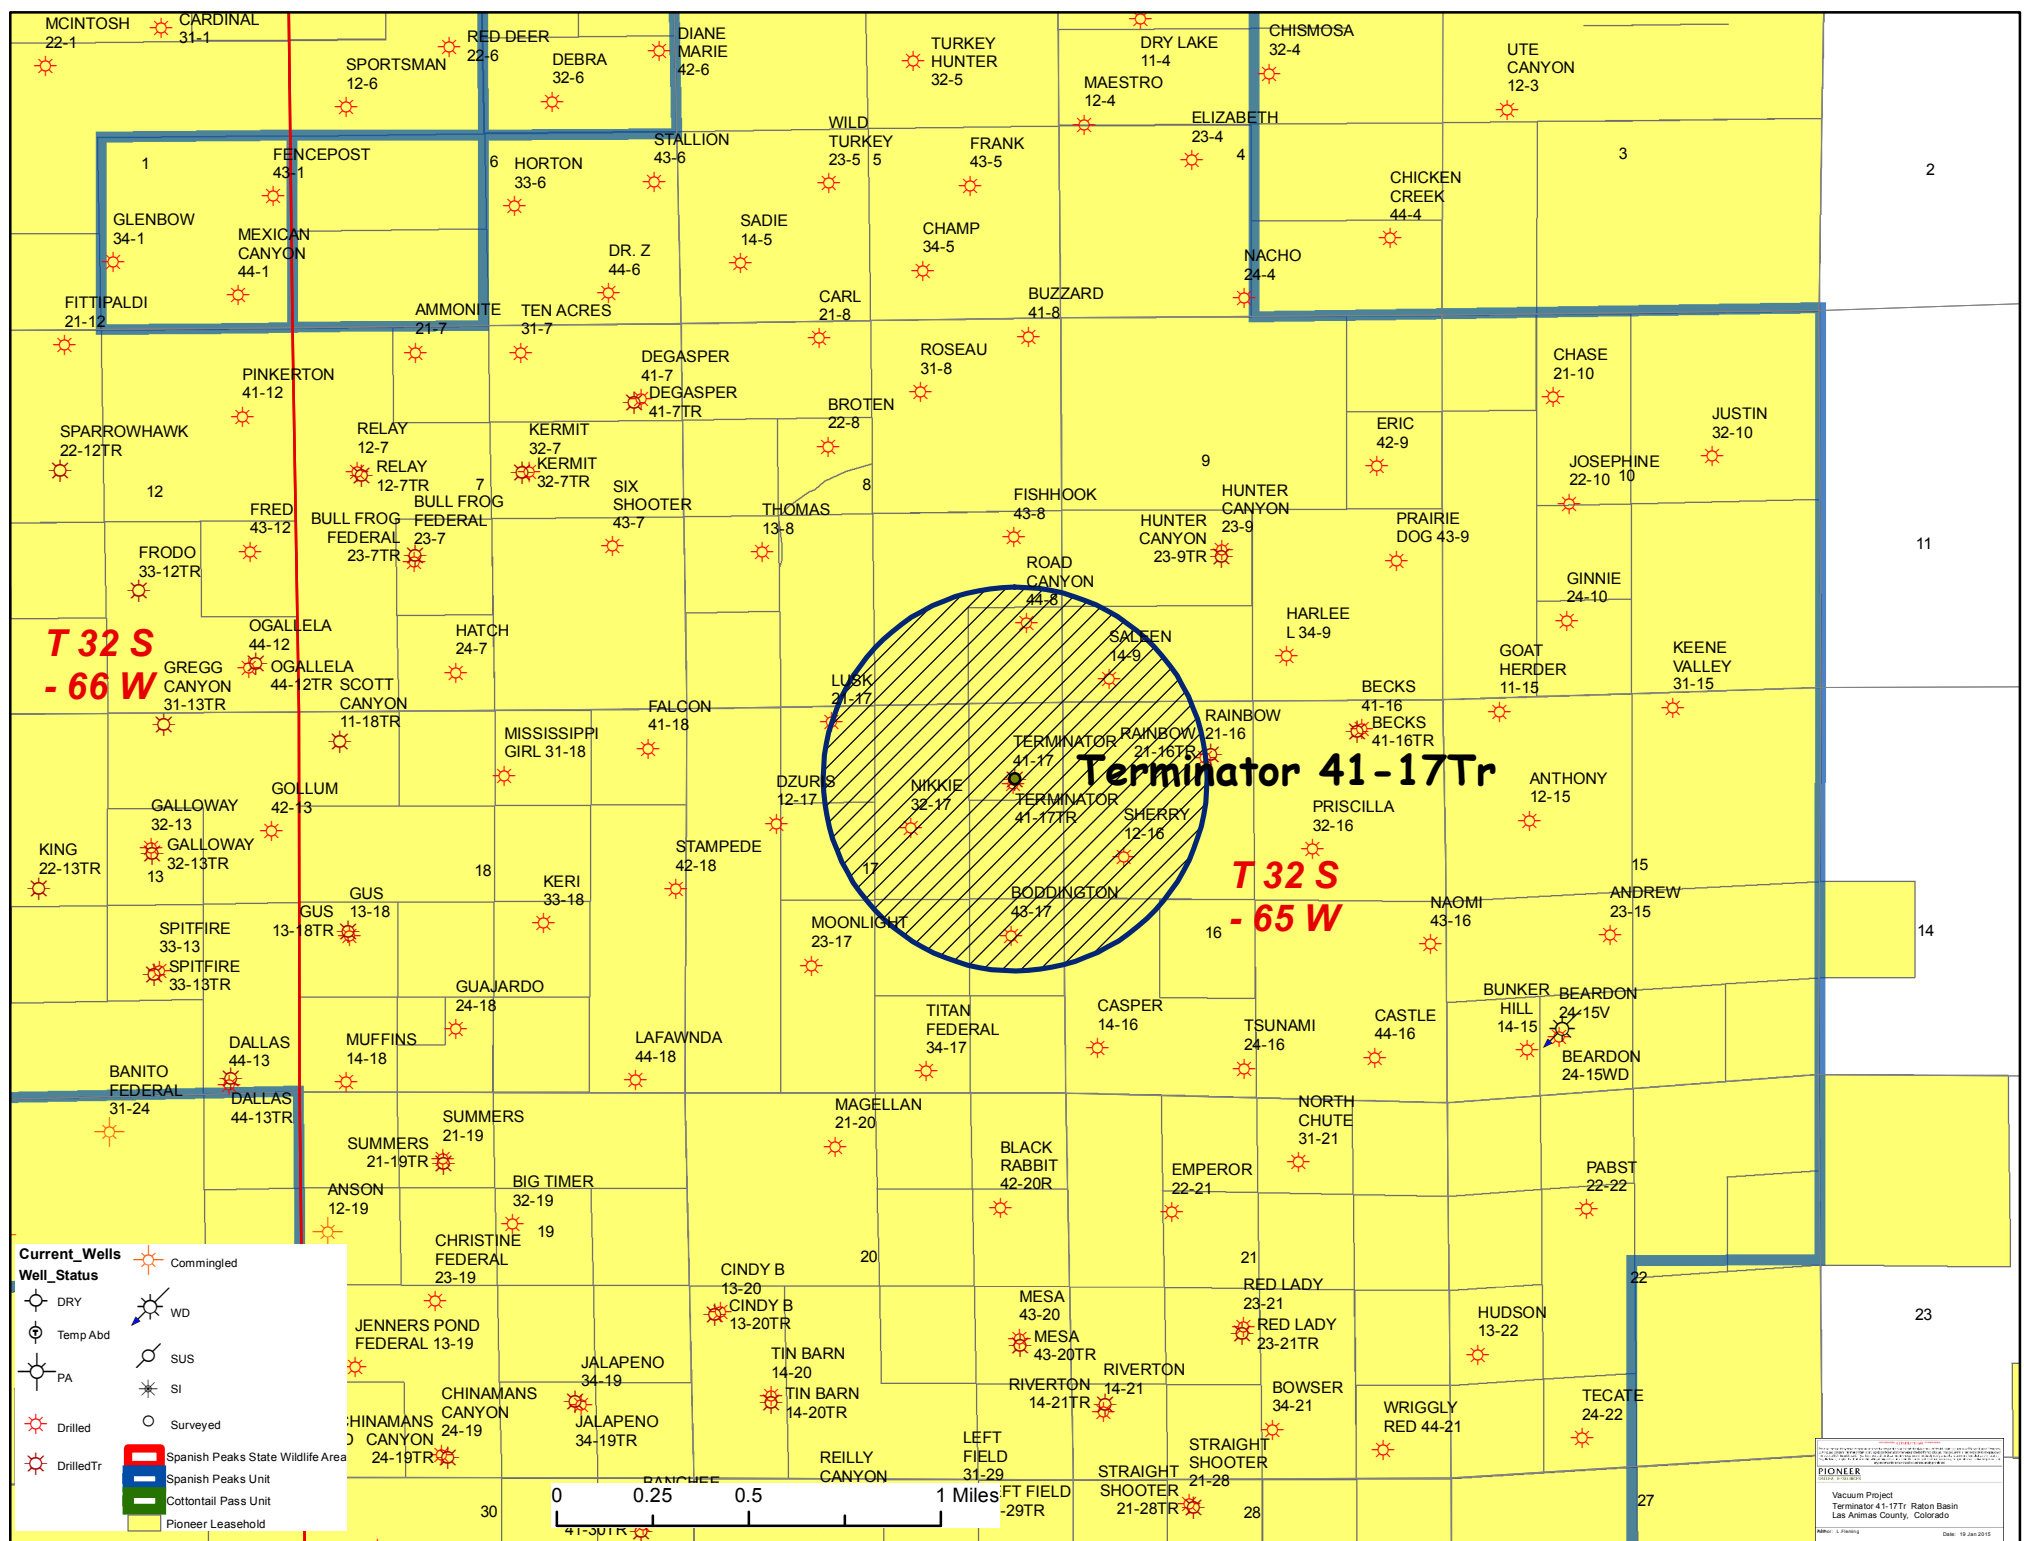 MCINTOSH
22-1
CARDINAL
31-1
SPORTSMAN
12-6
RED DEER
22-6
DEBRA
32-6
DIANE
MARIE
42-6
TURKEY
HUNTER
32-5
DRY LAKE
11-4
MAESTRO
12-4
CHISMOSA
32-4
UTE
CANYON
12-3
1
FENCEPOST
43-1
6
HORTON
33-6
STALLION
43-6
WILD
TURKEY
23-5
5
FRANK
43-5
ELIZABETH
23-4
4
CHICKEN
CREEK
44-4
3
2
GLENBOW
34-1
MEXICAN
CANYON
44-1
DR. Z
44-6
SADIE
14-5
CHAMP
34-5
NACHO
24-4
FITTIPALDI
21-12
AMMONITE
21-7
TEN ACRES
31-7
CARL
21-8
BUZZARD
41-8
PINKERTON
41-12
DEGASPER
41-7
DEGASPER
41-7TR
ROSEAU
31-8
BROTEN
22-8
CHASE
21-10
JUSTIN
32-10
ERIC
42-9
SPARROWHAWK
22-12TR
RELAY
12-7
RELAY
12-7TR
KERMIT
32-7
KERMIT
32-7TR
9
JOSEPHINE
22-10
10
12
7
8
FRED
43-12
BULL FROG
FEDERAL
23-7TR
BULL FROG
FEDERAL
23-7
SIX
SHOOTER
43-7
THOMAS
13-8
FISHHOOK
43-8
HUNTER
CANYON
23-9
HUNTER
CANYON
23-9TR
PRAIRIE
DOG 43-9
11
FRODO
33-12TR
ROAD
CANYON
44-8
GINNIE
24-10
T 32 S
- 66 W
OGALLELA
44-12
OGALLELA
44-12TR
HATCH
24-7
SALEEN
14-9
HARLEE
L 34-9
GOAT
HERDER
11-15
KEENE
VALLEY
31-15
GREGG
CANYON
31-13TR
SCOTT
CANYON
11-18TR
LUSK
21-17
FALCON
41-18
MISSISSIPPI
GIRL 31-18
TERMINATOR
41-17
RAINBOW
21-16TR
RAINBOW
21-16
BECKS
41-16
BECKS
41-16TR
Terminator 41-17Tr
GOLLUM
42-13
DZURIS
12-17
NIKKIE
32-17
TERMINATOR
41-17TR
SHERRY
12-16
PRISCILLA
32-16
ANTHONY
12-15
GALLOWAY
32-13
GALLOWAY
32-13TR
13
KING
22-13TR
STAMPEDE
42-18
18
17
T 32 S
- 65 W
15
KERI
33-18
GUS
13-18
GUS
13-18TR
BODDINGTON
43-17
NAOMI
43-16
ANDREW
23-15
SPITFIRE
33-13
SPITFIRE
33-13TR
MOONLIGHT
23-17
16
14
GUAJARDO
24-18
BUNKER
HILL
14-15
BEARDON
24-15V
BEARDON
24-15WD
DALLAS
44-13
DALLAS
44-13TR
MUFFINS
14-18
LAFAWNDA
44-18
TITAN
FEDERAL
34-17
CASPER
14-16
TSUNAMI
24-16
CASTLE
44-16
BANITO
FEDERAL
31-24
SUMMERS
21-19
SUMMERS
21-19TR
MAGELLAN
21-20
BLACK
RABBIT
42-20R
NORTH
CHUTE
31-21
EMPEROR
22-21
PABST
22-22
ANSON
12-19
BIG TIMER
32-19
19
CHRISTINE
FEDERAL
23-19
20
21
22
CINDY B
13-20
CINDY B
13-20TR
MESA
43-20
MESA
43-20TR
RED LADY
23-21
RED LADY
23-21TR
HUDSON
13-22
23
JENNERS POND
FEDERAL 13-19
JALAPENO
34-19
JALAPENO
34-19TR
TIN BARN
14-20
TIN BARN
14-20TR
RIVERTON
14-21
RIVERTON
14-21TR
BOWSER
34-21
WRIGGLY
RED 44-21
TECATE
24-22
CHINAMANS
CANYON
24-19
HINAMANS
CANYON
24-19TR
REILLY
CANYON
LEFT
FIELD
31-29
FT FIELD
-29TR
STRAIGHT
SHOOTER
21-28
STRAIGHT
SHOOTER
21-28TR
30
41-30TR
28
27
Current_Wells
Well_Status
DRY
Temp Abd
PA
Drilled
DrilledTr
Commingled
WD
SUS
SI
Surveyed
Spanish Peaks State Wildlife Area
Spanish Peaks Unit
Cottontail Pass Unit
Pioneer Leasehold
0 0.25 0.5 1 Miles
PIONEER
Vacuum Project
Terminator 41-17Tr Raton Basin
Las Animas County, Colorado
Date: 19 Jan 2015